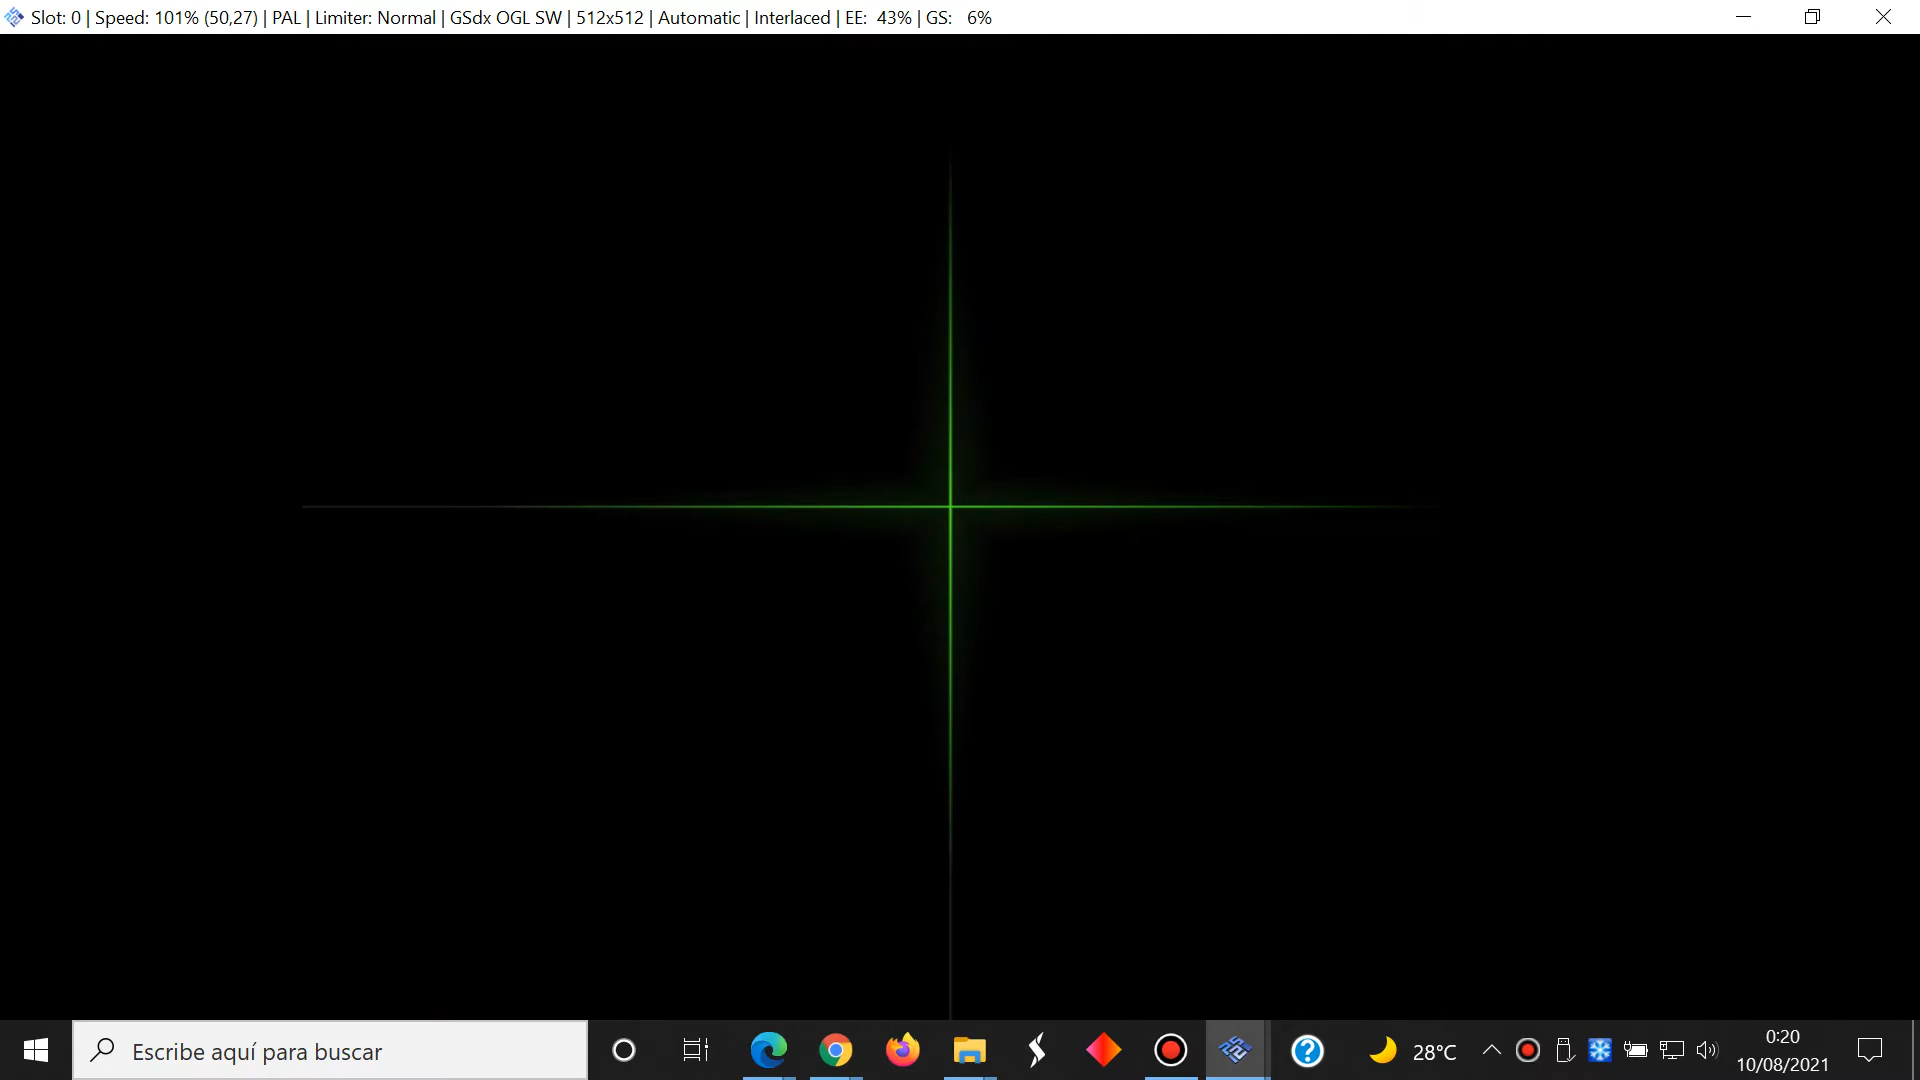 Slot: 0 | Speed: 101% (50,27) | PAL | Limiter: Normal | GSdx OGL SW | 512x512 | Automatic | Interlaced | EE: 43% | GS: 6%
Escribe aquí para buscar
28°C
0:20
10/08/2021